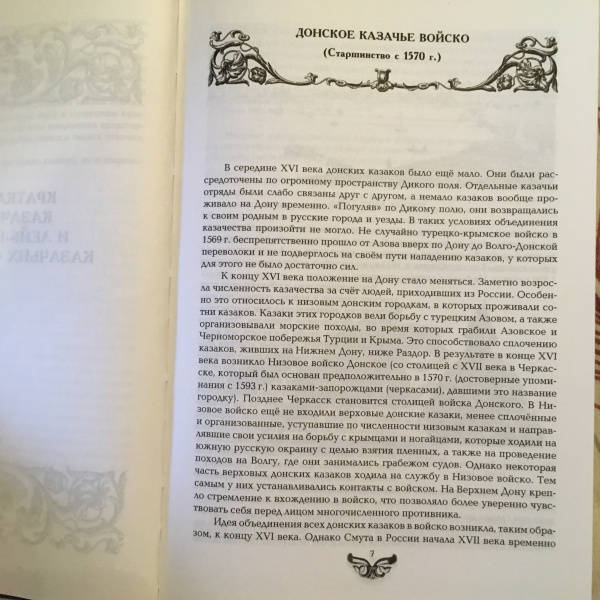 КРАТКА
КАЗАЧ
И ЛЕЙБ-
КАЗАЧЬИХ
ДОНСКОЕ КАЗАЧЬЕ ВОЙСКО
(Старшинство с 1570 г.)
В середине XVI века донских казаков было ещё мало. Они были рас-
средоточены по огромному пространству Дикого поля. Отдельные казачьи
отряды были слабо связаны друг с другом, а немало казаков вообще про-
живало на Дону временно. «Погуляв» по Дикому полю, они возвращались
к своим родным в русские города и уезды. В таких условиях объединения
казачества произойти не могло. Не случайно турецко-крымское войско в
1569 г. беспрепятственно прошло от Азова вверх по Дону до Волго-Донской
переволоки и не подверглось на своём пути нападению казаков, у которых
для этого не было достаточно сил.
К концу XVI века положение на Дону стало меняться. Заметно возрос-
ла численность казачества за счёт людей, приходивших из России. Особен-
но это относилось к низовым донским городкам, в которых проживали со-
тни казаков. Казаки этих городков вели борьбу с турецким Азовом, а также
организовывали морские походы, во время которых грабили Азовское и
Черноморское побережья Турции и Крыма. Это способствовало сплочению
казаков, живших на Нижнем Дону, ниже Раздор. В результате в конце XVI
века возникло Низовое войско Донское (со столицей с XVII века в Черкас-
ске, который был основан предположительно в 1570 г. (достоверные упоми-
нания с 1593 г.) казаками-запорожцами (черкасами), давшими это название
городку). Позднее Черкасск становится столицей войска Донского. В Ни-
зовое войско ещё не входили верховые донские казаки, менее сплочённые
и организованные, уступавшие по численности низовым казакам и направ-
лявшие свои усилия на борьбу с крымцами и ногайцами, которые ходили на
южную русскую окраину с целью взятия пленных, а также на проведение
походов на Волгу, где они занимались грабежом судов. Однако некоторая
часть верховых донских казаков ходила на службу в Низовое войско. Тем
самым у них устанавливались контакты с войском. На Верхнем Дону креп-
ло стремление к вхождению в войско, что позволяло более уверенно чувс-
твовать себя перед лицом многочисленного противника.
Идея объединения всех донских казаков в войско возникла, таким обра-
зом, к концу XVI века. Однако Смута в России начала XVII века временно
7